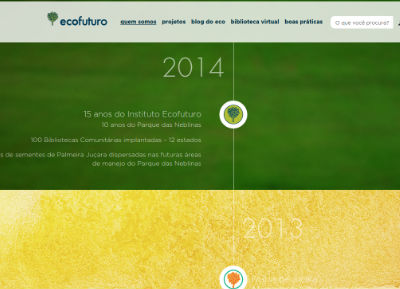 ecofuturo
quem somos projetos blog do eco biblioteca virtual boas práticas
O que você procura?
2014
15 anos do Instituto Ecofuturo
10 anos do Parque das Neblinas
100 Bibliotecas Comunitárias implantadas – 12 estados
s de sementes de Palmeira Juçara dispersadas nas futuras áreas
de manejo do Parque das Neblinas
2013